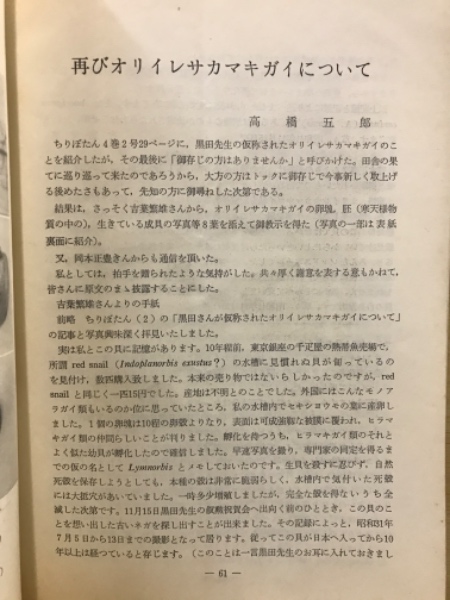 再びオリイレサカマキガイについて
高橋五郎
ちりぼたん4巻2号29ページに、黒田先生の仮称されたオリイレサカマキガイのこ
とを紹介したが、その最後に「御存じの方はありませんか」と呼びかけた。田舎の果
てに巡り巡って来たのであろうから、大方の方はトックに御存じで今事新しく取上げ
る後めたさもあって、先知の方に御尋ねした次第である。
結果は、さっそく吉葉繁雄さんから、オリイレサカマキガイの卵塊、胚(寒天様物
質の中の)、生きている成貝の写真等8葉を添えて御教示を得た(写真の一部は表紙
裏面に紹介)。
又、岡本正豊さんからも通信を頂いた。
私としては、拍手を贈られたような気持がした。共々厚く謝意を表する意もかねて、
皆さんに原文のまゝ披露することにした。
吉葉繁雄さんよりの手紙
前略 ちりぼたん(2)の「黒田さんが仮称されたオリイレサカマキガイについて」
の記事と写真興味深く拝見いたしました。
実は私とこの貝に記憶があります。10年程前、東京銀座の千疋屋の熱帯魚売場で、
所謂 red snail (Indoplanorbis exustus?) の水槽に見慣れぬ貝が匍っているの
を見付け、数匹購入致しました。本来の売り物ではないらしかったのですが、red
snail と同じく一匹15円でした。産地は不明とのことでした。外国にはこんなモノア
ラガイ類もいるのか位に思っていたところ、私の水槽内でセキショウモの葉に産卵し
ました。1個の卵塊は10程の卵数よりなり、表面は可成強靱な被膜に覆われ、ヒラマ
キガイ類の仲間らしいことが判りました。孵化を待つうち、ヒラマキガイ類のそれと
よく似た幼貝が孵化したので通信しました。早速写真を撮り、専門家の同定を得るま
での仮の名として Lymnorbis とメモしておいたのです。生貝を殺すに忍びず、自然
死殻を保存しようとしても、本種の殻は非常に脆弱らしく、水槽内で気付いた死殻
には大抵穴があいていました。一時多少増殖しましたが、完全な殻を得ないうち全
滅した次第です。11月15日黒田先生の叙勲祝賀会へ出向く前のひととき、この貝のこ
とを想い出した古いネガを探し出すことが出来ました。その記録によっと、昭和31年
7月5日から13日までの撮影となって居ります。従ってこの貝が日本へ入ってから10
年以上は経っていると存じます。(このことは一言黒田先生のお耳に入れておきまし
— 61 —